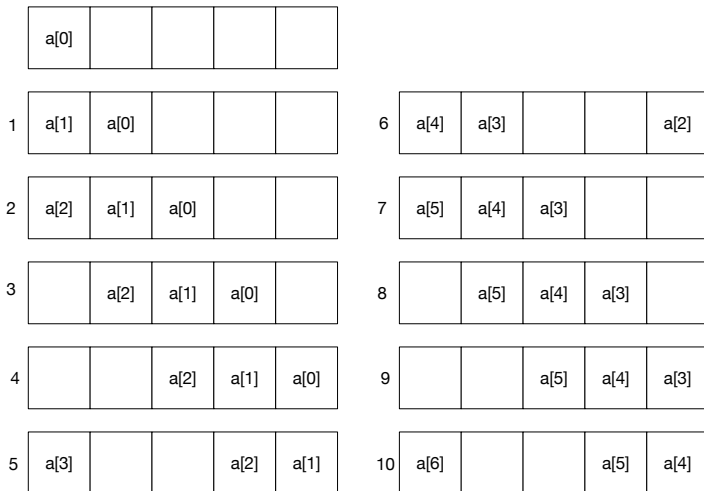 a[0]
1 a[1] a[0]
2 a[2] a[1] a[0]
3 a[2] a[1] a[0]
4 a[2] a[1] a[0]
5 a[3] a[2] a[1]
6 a[4] a[3] a[2]
7 a[5] a[4] a[3]
8 a[5] a[4] a[3]
9 a[5] a[4] a[3]
10 a[6] a[5] a[4]